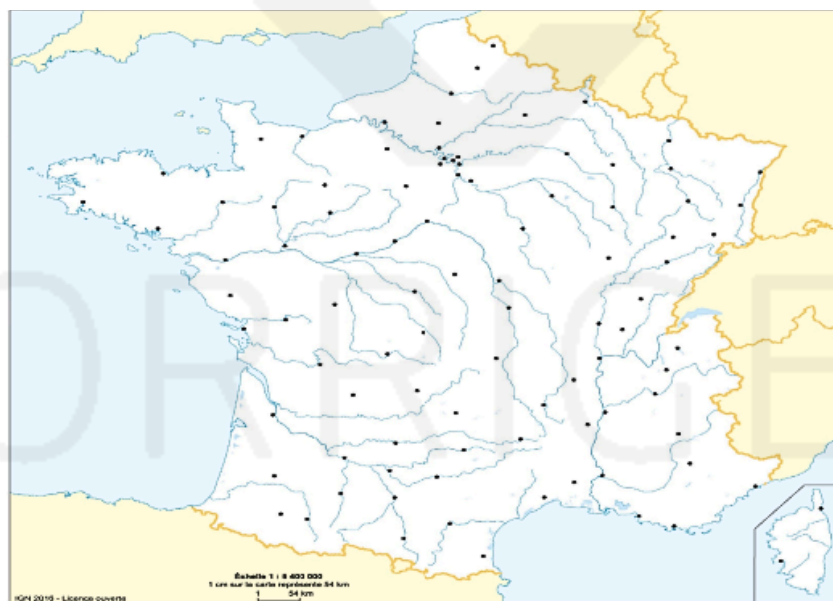 ORRIGE
Échelle 1 : 5 400 000
1 cm sur la carte représente 54 km
1 54 km
IGN 2016 - Licence ouverte